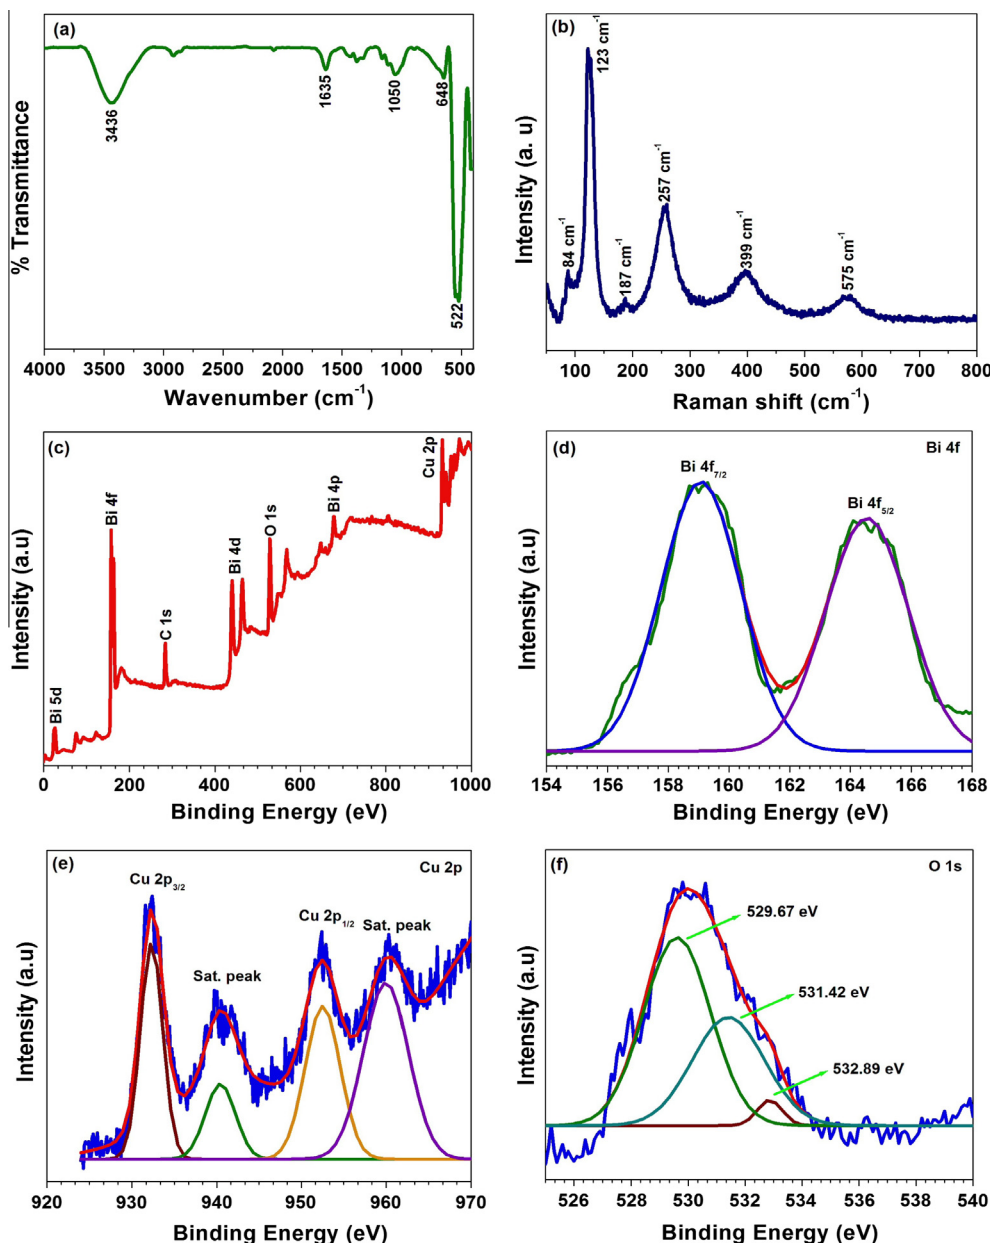 (a)
% Transmittance
3436
1635
1050
648
522
4000 3500 3000 2500 2000 1500 1000 500
Wavenumber (cm⁻¹)
(b)
Intensity (a. u)
84 cm⁻¹
123 cm⁻¹
187 cm⁻¹
257 cm⁻¹
399 cm⁻¹
575 cm⁻¹
100 200 300 400 500 600 700 800
Raman shift (cm⁻¹)
(c)
Intensity (a.u)
Bi 5d
Bi 4f
C 1s
Bi 4d
O 1s
Bi 4p
Cu 2p
0 200 400 600 800 1000
Binding Energy (eV)
(d)
Bi 4f
Intensity (a.u)
Bi 4f₇/₂
Bi 4f₅/₂
154 156 158 160 162 164 166 168
Binding Energy (eV)
(e)
Cu 2p
Intensity (a.u)
Cu 2p₃/₂
Sat. peak
Cu 2p₁/₂
Sat. peak
920 930 940 950 960 970
Binding Energy (eV)
(f)
O 1s
Intensity (a.u)
529.67 eV
531.42 eV
532.89 eV
526 528 530 532 534 536 538 540
Binding Energy (eV)